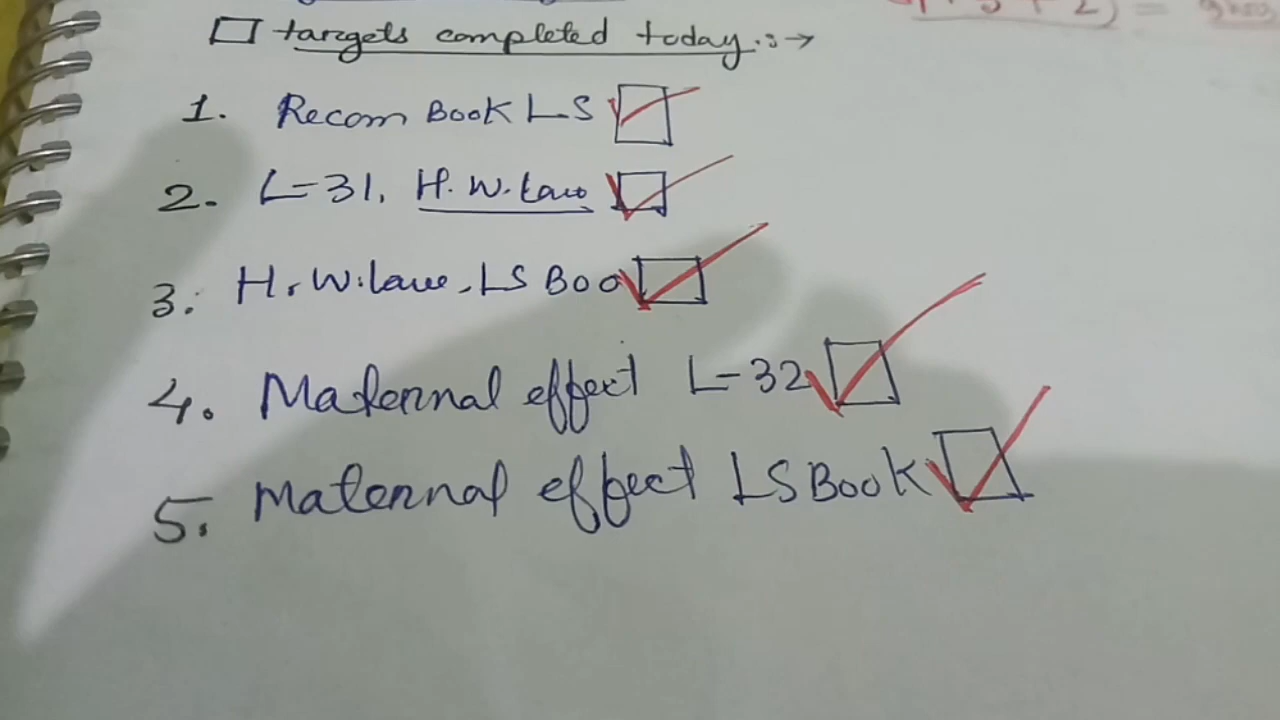 targets completed today.:→
1. Recom Book LS
2. L-31, H.W. Law
3. H.W. law, LS Boo
4. Maternal effect L-32
5. Maternal effect LS Book